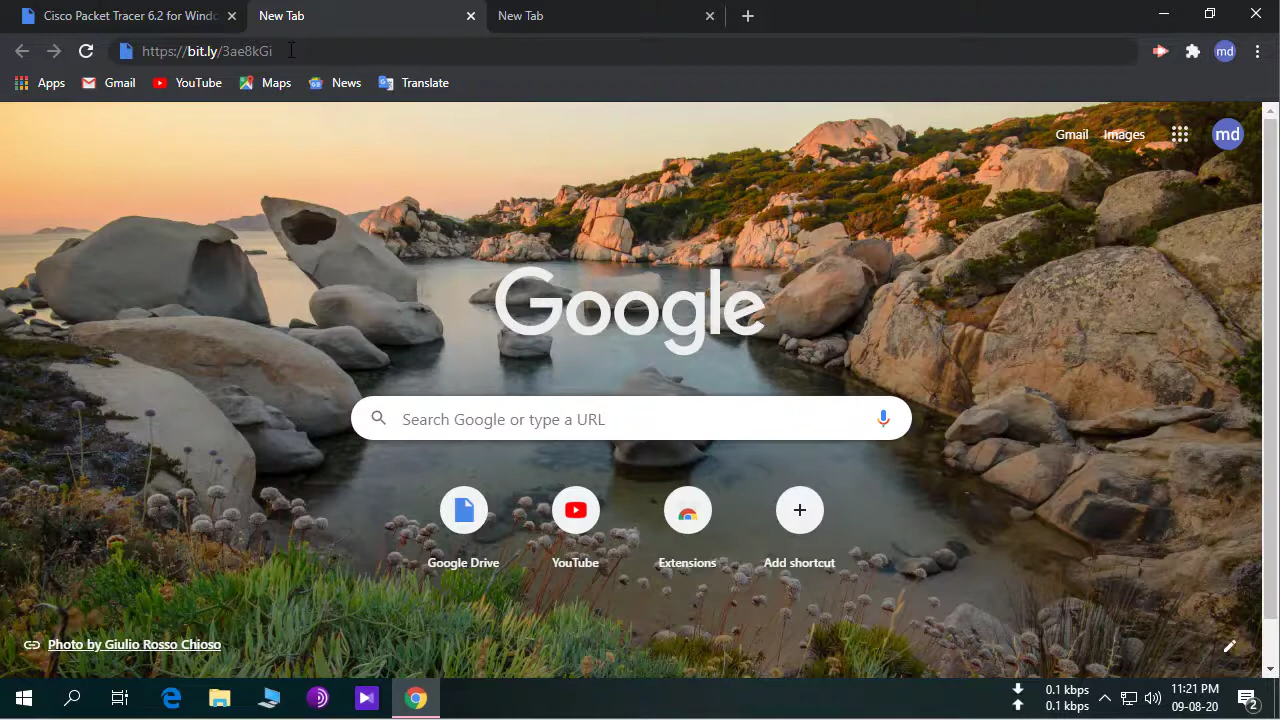 Cisco Packet Tracer 6.2 for Windo
New Tab
New Tab
https://bit.ly/3ae8kGi
md
Apps
Gmail
YouTube
Maps
News
Translate
Gmail
Images
md
Google
Search Google or type a URL
Google Drive
YouTube
Extensions
Add shortcut
Photo by Giulio Rosso Chioso
0.1 kbps
0.1 kbps
11:21 PM
09-08-20
2